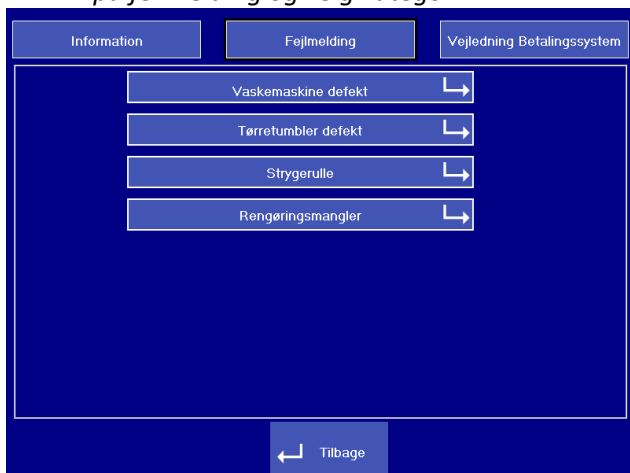 Information
Fejlmelding
Vejledning Betalingssystem
Vaskemaskine defekt
Tørretumbler defekt
Strygerulle
Rengøringsmangler
Tilbage